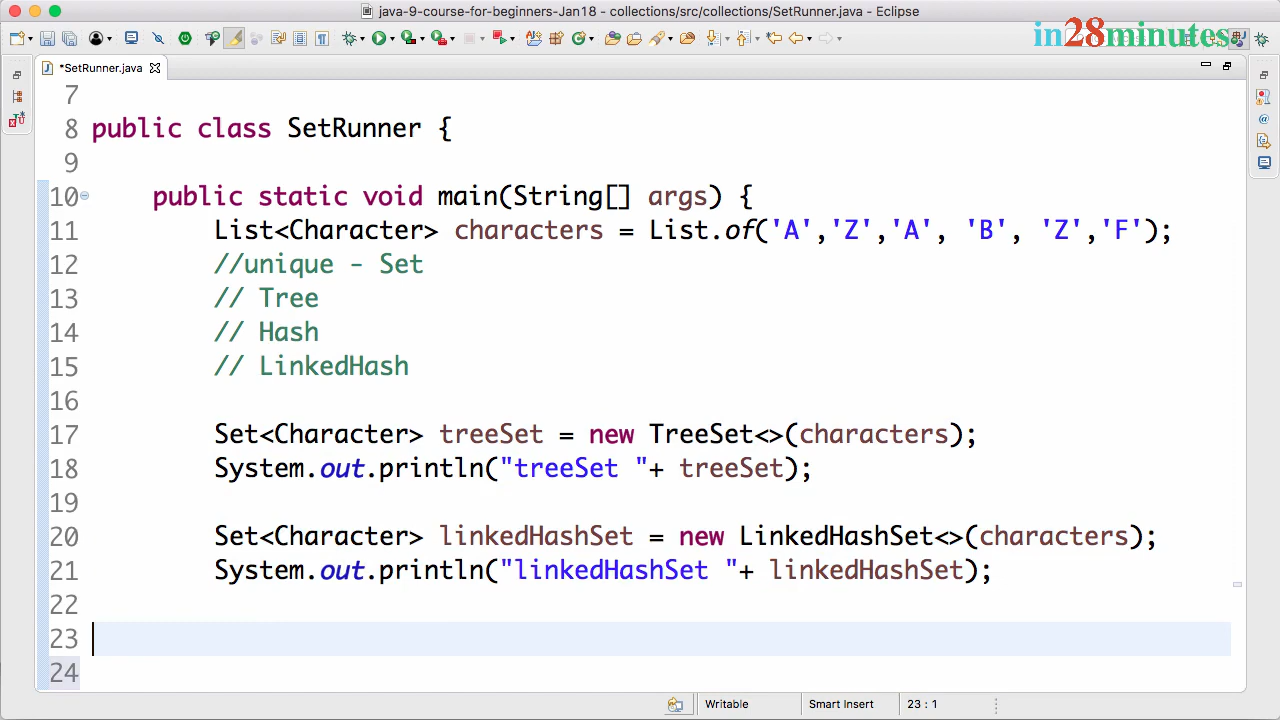 java-9-course-for-beginners-Jan18 - collections/src/collections/SetRunner.java - Eclipse
in28minutes
*SetRunner.java
7
8 public class SetRunner {
9
10 public static void main(String[] args) {
11 List<Character> characters = List.of('A','Z','A', 'B', 'Z','F');
12 //unique - Set
13 // Tree
14 // Hash
15 // LinkedHash
16
17 Set<Character> treeSet = new TreeSet<>(characters);
18 System.out.println("treeSet "+ treeSet);
19
20 Set<Character> linkedHashSet = new LinkedHashSet<>(characters);
21 System.out.println("linkedHashSet "+ linkedHashSet);
22
23
24
Writable Smart Insert 23 : 1